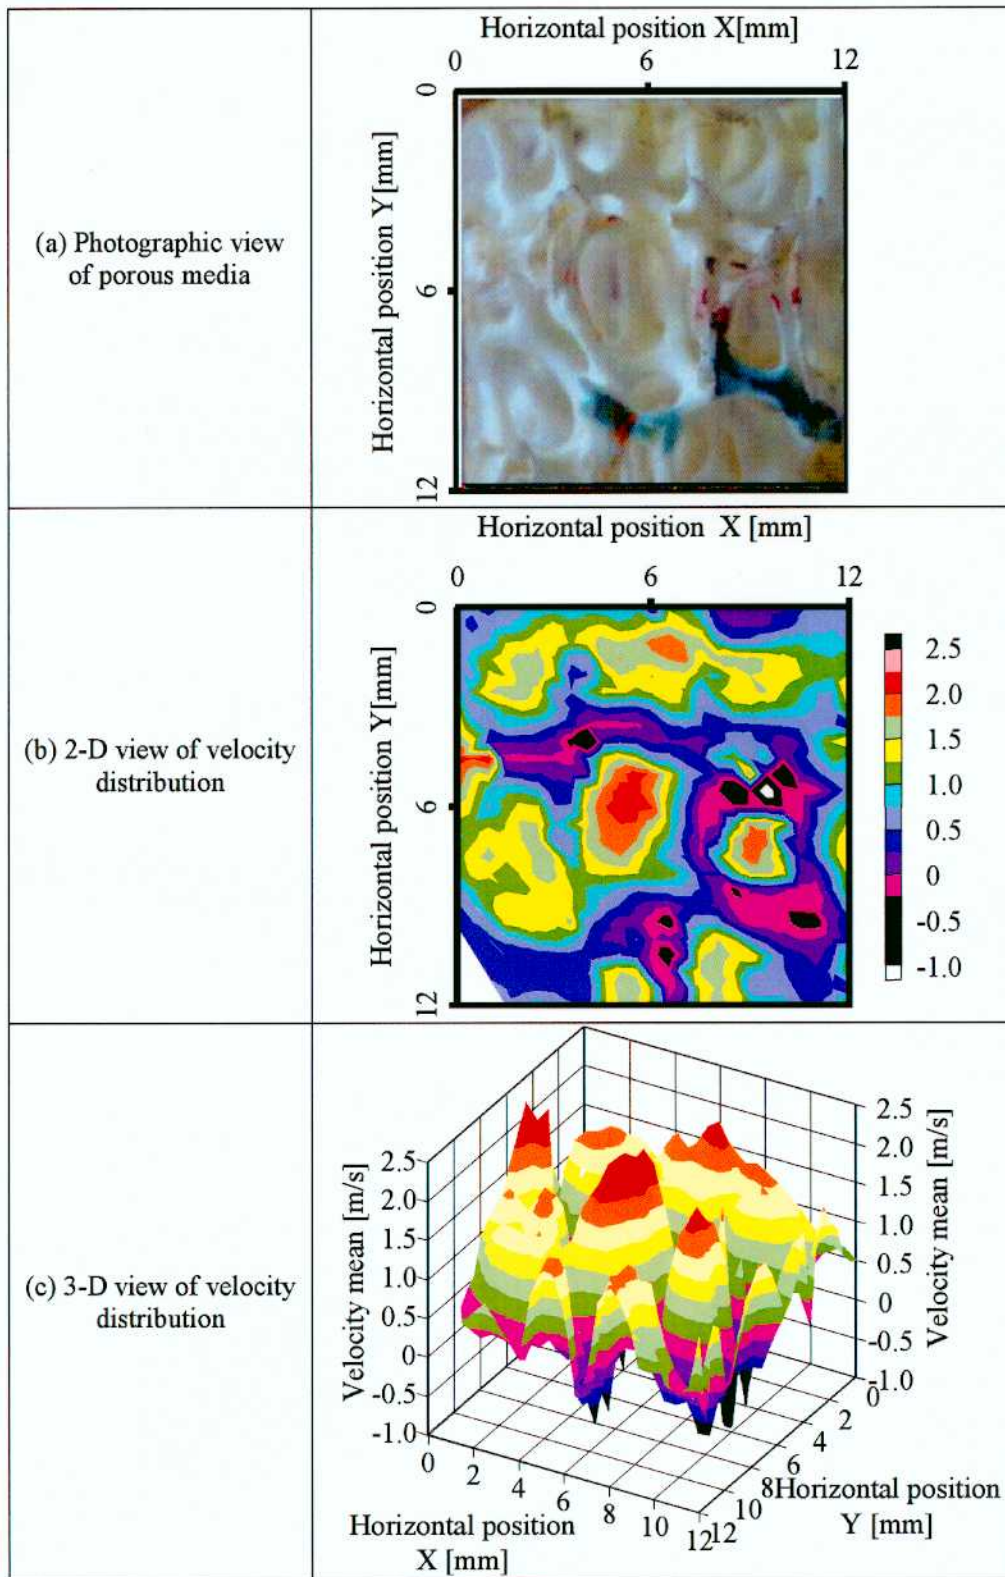 Horizontal position X[mm]
0 6 12
0
6
12
Horizontal position Y[mm]
(a) Photographic view
of porous media
Horizontal position X [mm]
0 6 12
0
6
12
Horizontal position Y[mm]
(b) 2-D view of velocity
distribution
2.5
2.0
1.5
1.0
0.5
0
-0.5
-1.0
(c) 3-D view of velocity
distribution
Velocity mean [m/s]
2.5
2.0
1.5
1.0
0.5
0
-0.5
-1.0
2.5
2.0
1.5
1.0
0.5
0
-0.5
-1.0
Velocity mean [m/s]
0 2 4 6 8 10 12
0
2
4
6
8
10
12
Horizontal position
X [mm]
Horizontal position
Y [mm]